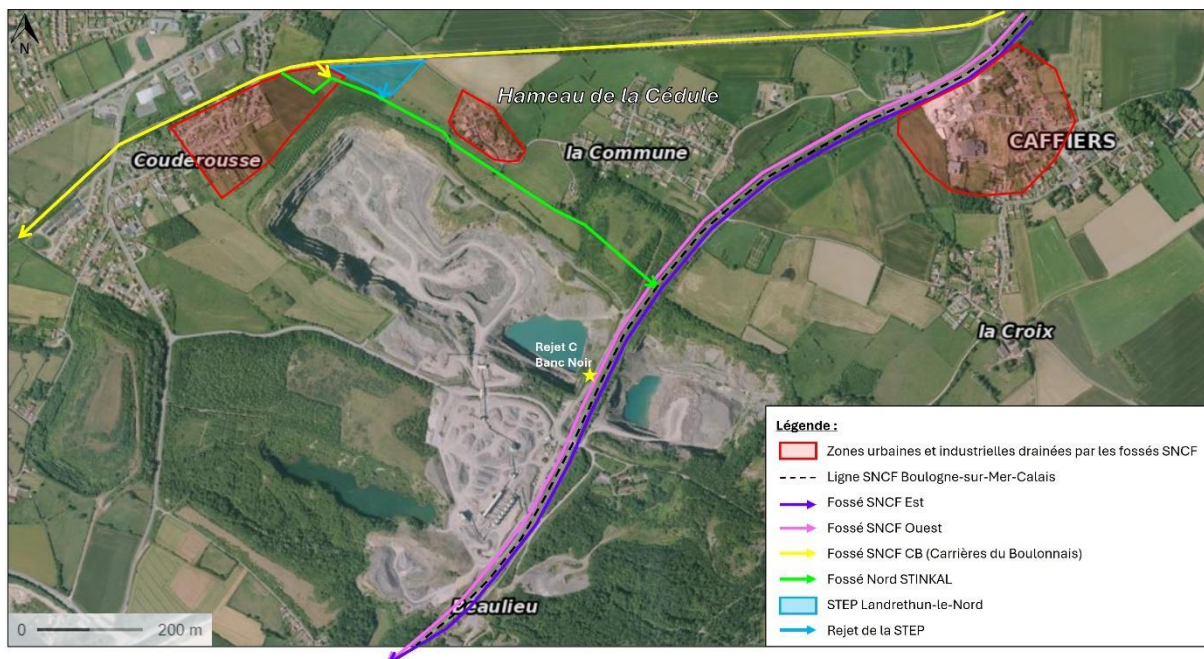 N
Hameau de la Cédule
Couderousse
la Commune
CAFFIERS
la Croix
Rejet C
Banc Noir
Beaulieu
0 200 m
Légende :
Zones urbaines et industrielles drainées par les fossés SNCF
Ligne SNCF Boulogne-sur-Mer-Calais
Fossé SNCF Est
Fossé SNCF Ouest
Fossé SNCF CB (Carrières du Boulonnais)
Fossé Nord STINKAL
STEP Landrethun-le-Nord
Rejet de la STEP